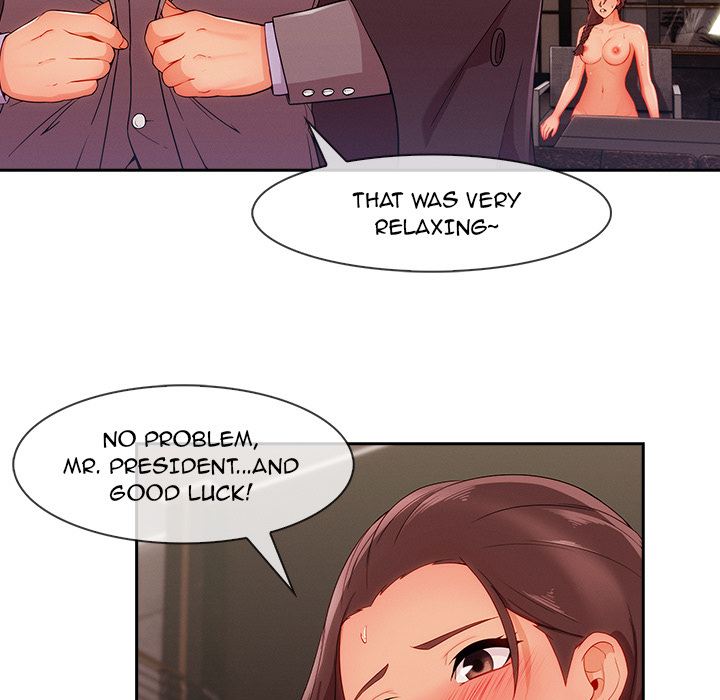 THAT WAS VERY
RELAXING~
NO PROBLEM,
MR. PRESIDENT...AND
GOOD LUCK!